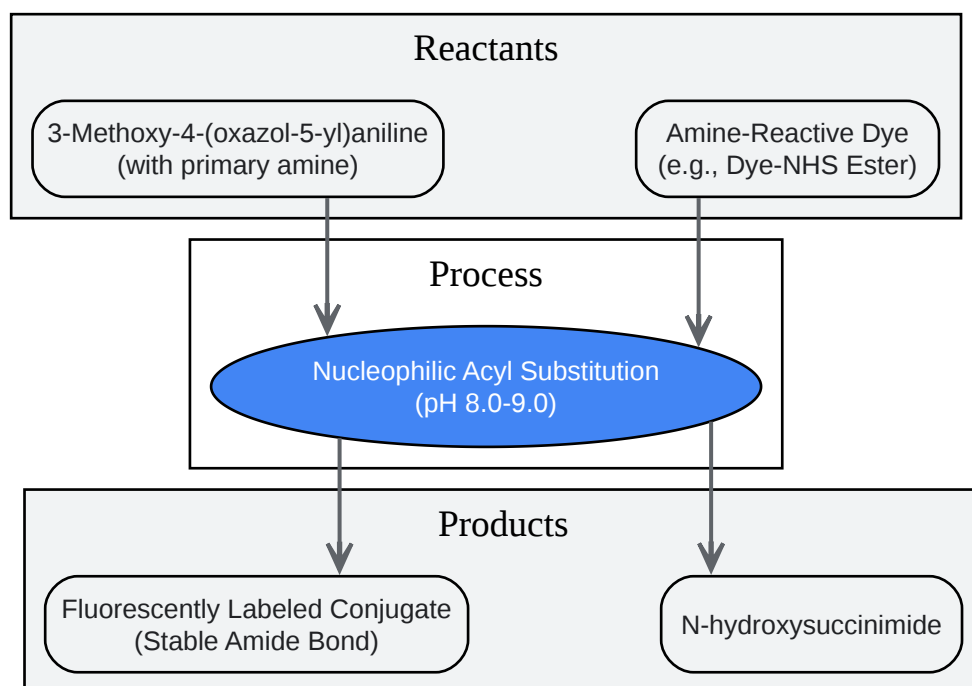 Reactants
3-Methoxy-4-(oxazol-5-yl)aniline
(with primary amine)
Amine-Reactive Dye
(e.g., Dye-NHS Ester)
Process
Nucleophilic Acyl Substitution
(pH 8.0-9.0)
Products
Fluorescently Labeled Conjugate
(Stable Amide Bond)
N-hydroxysuccinimide